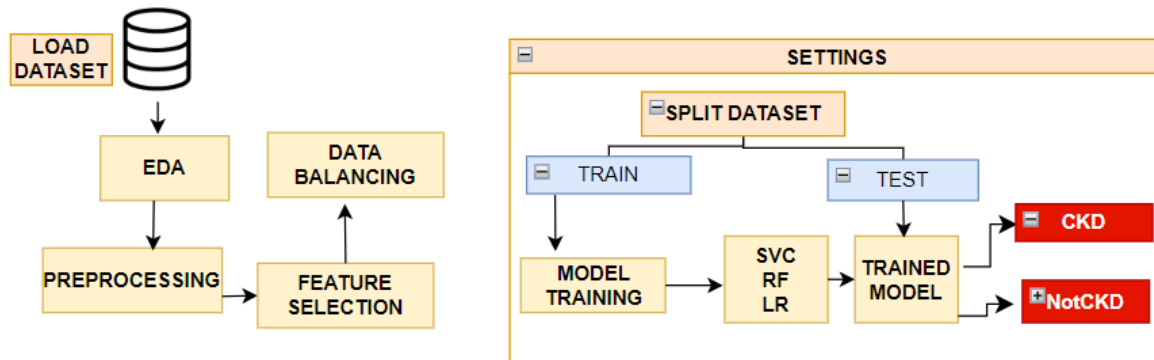 LOAD
DATASET
EDA
PREPROCESSING
FEATURE
SELECTION
DATA
BALANCING
SETTINGS
SPLIT DATASET
TRAIN
TEST
MODEL
TRAINING
SVC
RF
LR
TRAINED
MODEL
CKD
NotCKD